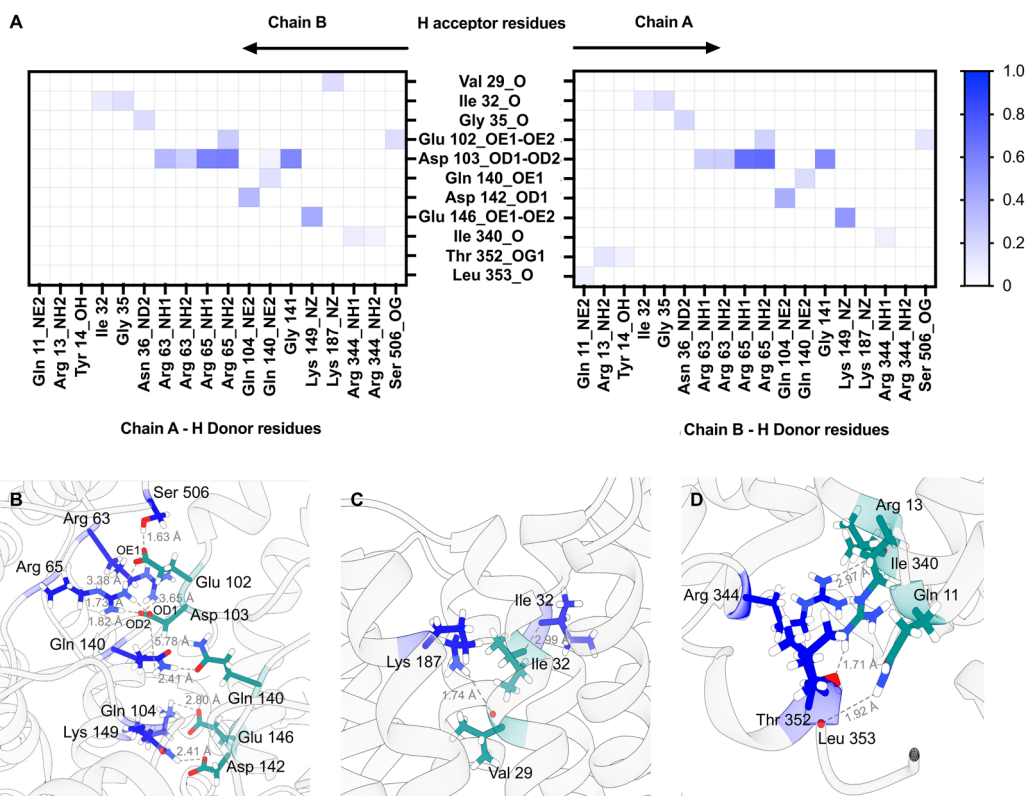 A
Chain B
H acceptor residues
Chain A
Val 29_O
Ile 32_O
Gly 35_O
Glu 102_OE1-OE2
Asp 103_OD1-OD2
Gln 140_OE1
Asp 142_OD1
Glu 146_OE1-OE2
Ile 340_O
Thr 352_OG1
Leu 353_O
1.0
0.8
0.6
0.4
0.2
0
Gln 11_NE2
Arg 13_NH2
Tyr 14_OH
Ile 32
Gly 35
Asn 36_ND2
Arg 63_NH1
Arg 63_NH2
Arg 65_NH1
Arg 65_NH2
Gln 104_NE2
Gln 140_NE2
Gly 141
Lys 149_NZ
Lys 187_NZ
Arg 344_NH1
Arg 344_NH2
Ser 506_OG
Gln 11_NE2
Arg 13_NH2
Tyr 14_OH
Ile 32
Gly 35
Asn 36_ND2
Arg 63_NH1
Arg 63_NH2
Arg 65_NH1
Arg 65_NH2
Gln 104_NE2
Gln 140_NE2
Gly 141
Lys 149_NZ
Lys 187_NZ
Arg 344_NH1
Arg 344_NH2
Ser 506_OG
Chain A - H Donor residues
Chain B - H Donor residues
B
Ser 506
Arg 63
1.63 Å
OE1
Arg 65
3.38 Å
Glu 102
1.73
3.65 Å
OD1
Asp 103
1.82 Å
OD2
Gln 140
5.78 Å
2.41 Å
Gln 140
2.80 Å
Gln 104
Lys 149
Glu 146
2.41 Å
Asp 142
C
Ile 32
2.99 Å
Lys 187
Ile 32
1.74 Å
Val 29
D
Arg 13
Ile 340
2.97 Å
Arg 344
Gln 11
1.71 Å
Thr 352
1.92 Å
Leu 353